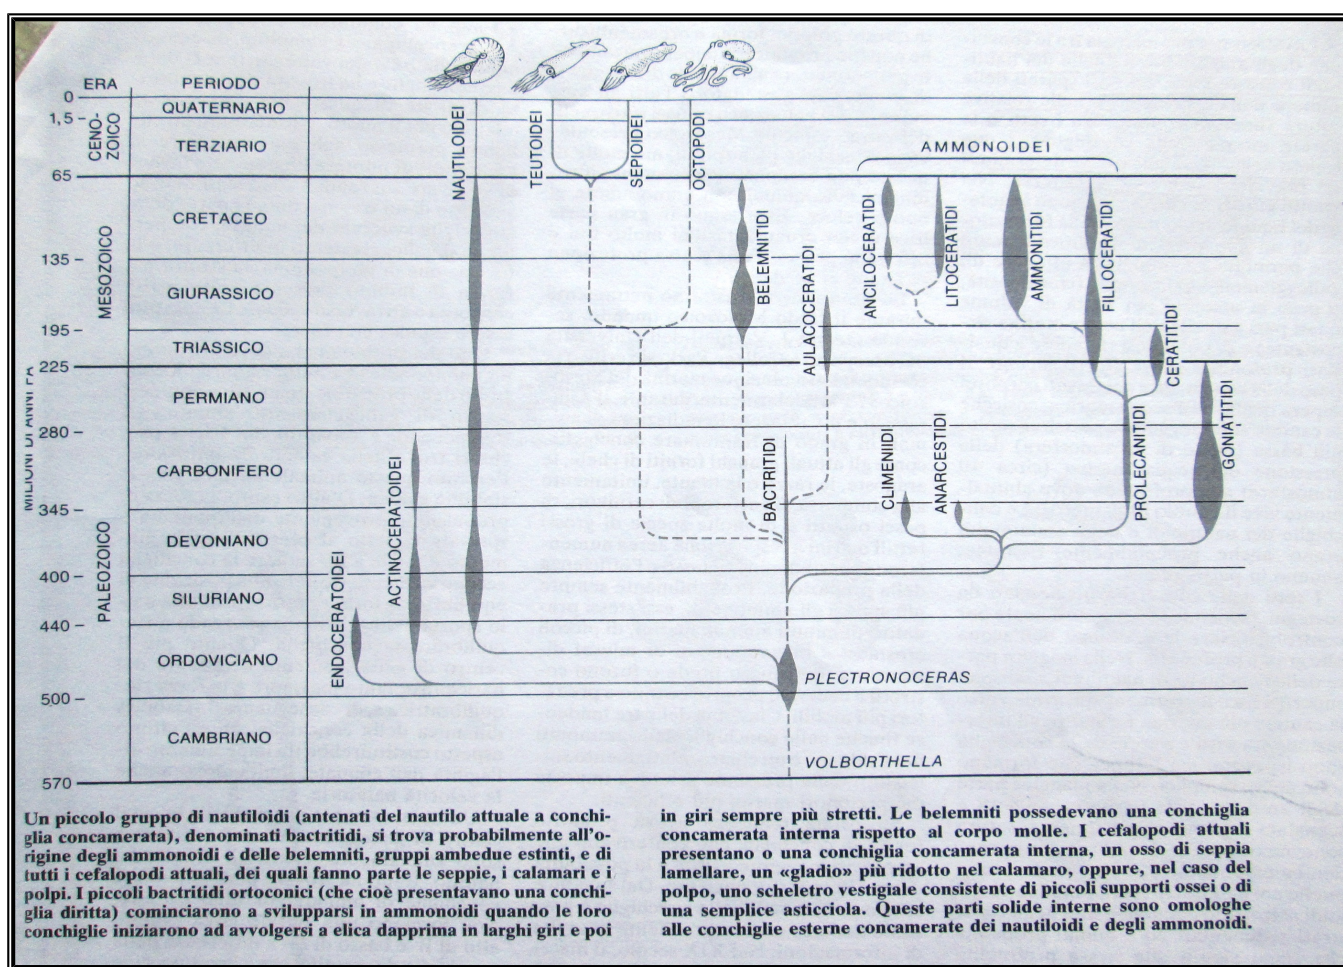 ERA
PERIODO
0
QUATERNARIO
1,5
CENO-
ZOICO
TERZIARIO
65
CRETACEO
135
MESOZOICO
GIURASSICO
195
TRIASSICO
225
PERMIANO
280
CARBONIFERO
345
DEVONIANO
PALEOZOICO
400
SILURIANO
440
ORDOVICIANO
500
CAMBRIANO
570
MILIONI DI ANNI FA
NAUTILOIDEI
TEUTOIDEI
SEPIOIDEI
OCTOPODI
AMMONOIDEI
BELEMNITIDI
AULACOCERATIDI
ANCILOCERATIDI
LITOCERATIDI
AMMONITIDI
FILLOCERATIDI
CERATITIDI
GONIATITIDI
PROLECANITIDI
ANARCESTIDI
CLIMENIIDI
BACTRITIDI
ACTINOCERATOIDEI
ENDOCERATOIDEI
PLECTRONOCERAS
VOLBORTHELLA
Un piccolo gruppo di nautiloidi (antenati del nautilo attuale a conchi-
glia concamerata), denominati bactritidi, si trova probabilmente all'o-
rigine degli ammonoidi e delle belemniti, gruppi ambedue estinti, e di
tutti i cefalopodi attuali, dei quali fanno parte le seppie, i calamari e i
polpi. I piccoli bactritidi ortoconici (che cioè presentavano una conchi-
glia diritta) cominciarono a svilupparsi in ammonoidi quando le loro
conchiglie iniziarono ad avvolgersi a elica dapprima in larghi giri e poi
in giri sempre più stretti. Le belemniti possedevano una conchiglia
concamerata interna rispetto al corpo molle. I cefalopodi attuali
presentano o una conchiglia concamerata interna, un osso di seppia
lamellare, un «gladio» più ridotto nel calamaro, oppure, nel caso del
polpo, uno scheletro vestigiale consistente di piccoli supporti ossei o di
una semplice asticciola. Queste parti solide interne sono omologhe
alle conchiglie esterne concamerate dei nautiloidi e degli ammonoidi.